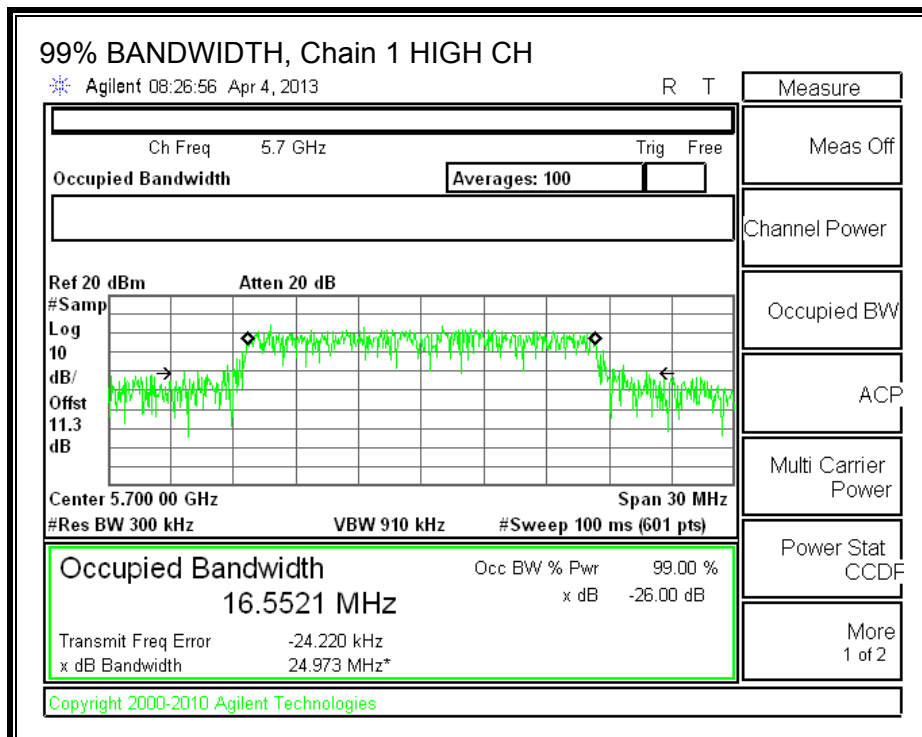 99% BANDWIDTH, Chain 1 HIGH CH
Agilent 08:26:56 Apr 4, 2013 R T
Measure
Ch Freq 5.7 GHz Trig Free
Meas Off
Occupied Bandwidth Averages: 100
Channel Power
Ref 20 dBm Atten 20 dB
#Samp
Log
10
dB/
Offst
11.3
dB
Occupied BW
ACP
Multi Carrier
Power
Center 5.700 00 GHz Span 30 MHz
#Res BW 300 kHz VBW 910 kHz #Sweep 100 ms (601 pts)
Power Stat
CCDF
Occupied Bandwidth Occ BW % Pwr 99.00 %
16.5521 MHz x dB -26.00 dB
Transmit Freq Error -24.220 kHz
x dB Bandwidth 24.973 MHz*
More
1 of 2
Copyright 2000-2010 Agilent Technologies